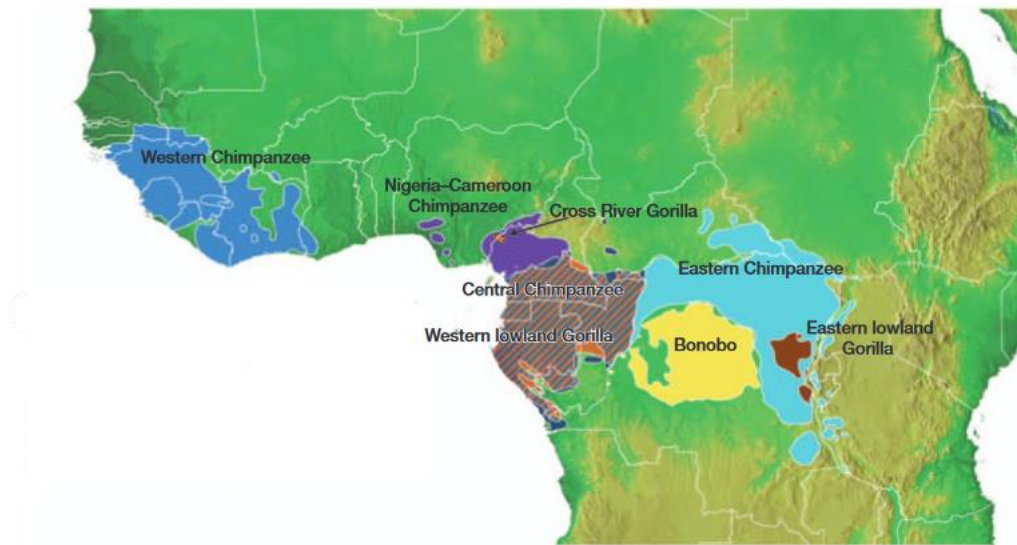 Western Chimpanzee
Nigeria–Cameroon
Chimpanzee
Cross River Gorilla
Central Chimpanzee
Eastern Chimpanzee
Western lowland Gorilla
Bonobo
Eastern lowland
Gorilla